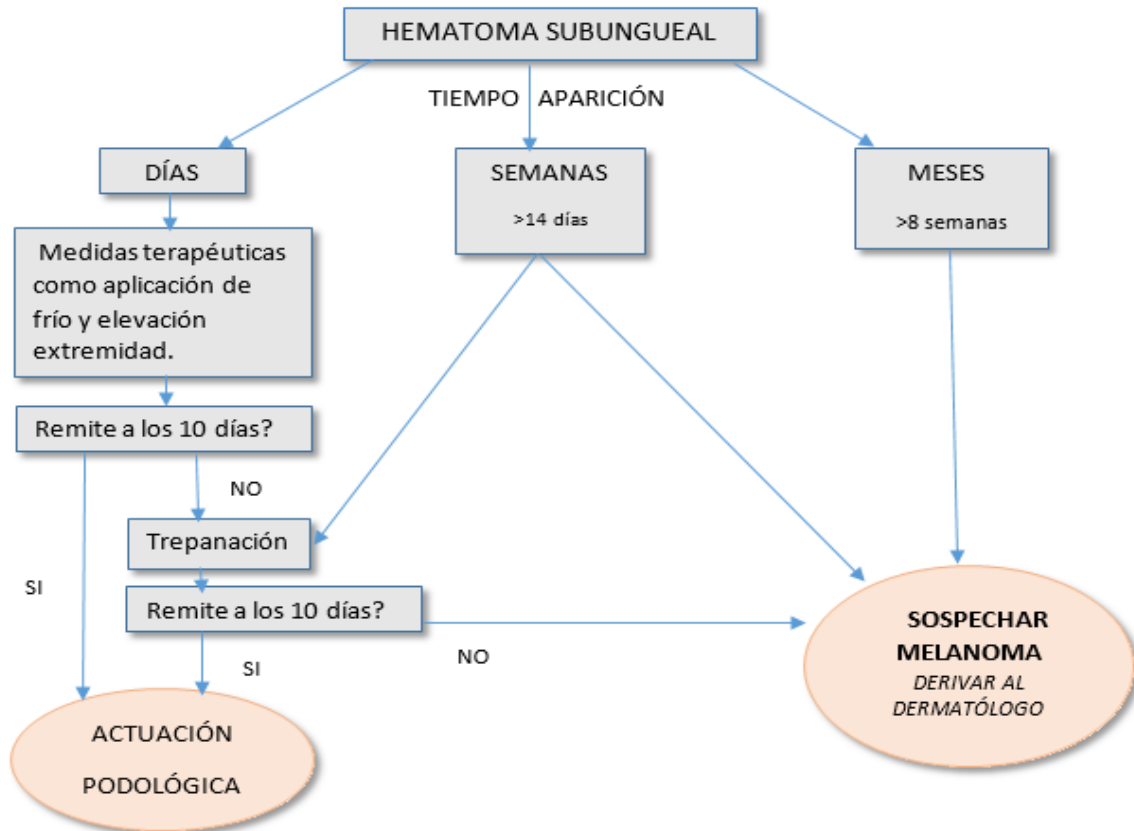 HEMATOMA SUBUNGUEAL
TIEMPO APARICIÓN
DÍAS
SEMANAS
>14 días
MESES
>8 semanas
Medidas terapéuticas
como aplicación de
frío y elevación
extremidad.
Remite a los 10 días?
NO
Trepanación
SI
Remite a los 10 días?
NO
SI
SOSPECHAR
MELANOMA
DERIVAR AL
DERMATÓLOGO
ACTUACIÓN
PODOLÓGICA